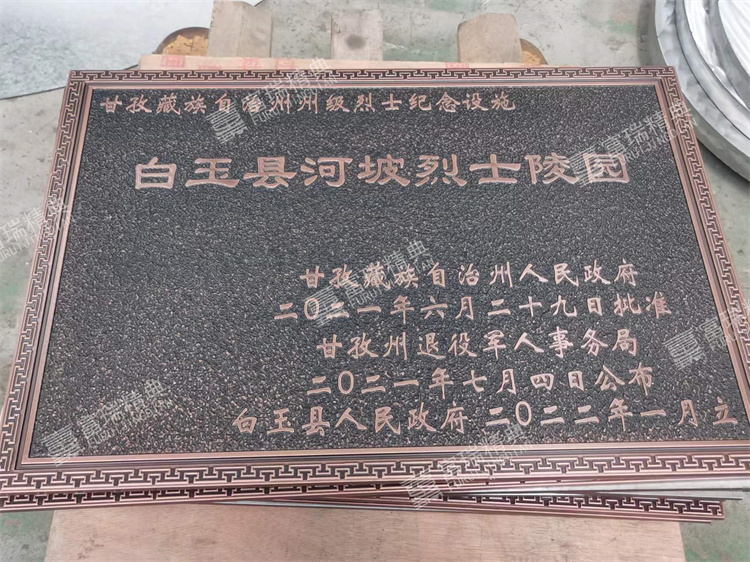 甘孜藏族自治州州级烈士纪念设施
白玉县河坡烈士陵园
甘孜藏族自治州人民政府
二〇二一年六月二十九日批准
甘孜州退役军人事务局
二〇二一年七月四日公布
白玉县人民政府 二〇二二年一月立
富瑞精典